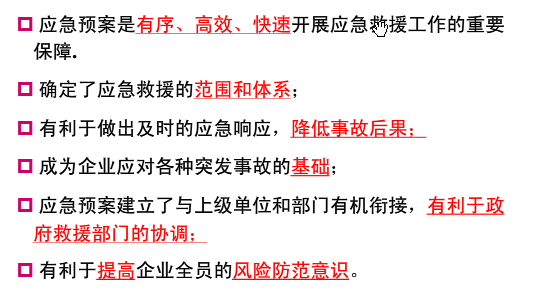 应急预案是有序、高效、快速开展应急救援工作的重要
保障.
确定了应急救援的范围和体系；
有利于做出及时的应急响应，降低事故后果；
成为企业应对各种突发事故的基础；
应急预案建立了与上级单位和部门有机衔接，有利于政
府救援部门的协调；
有利于提高企业全员的风险防范意识。